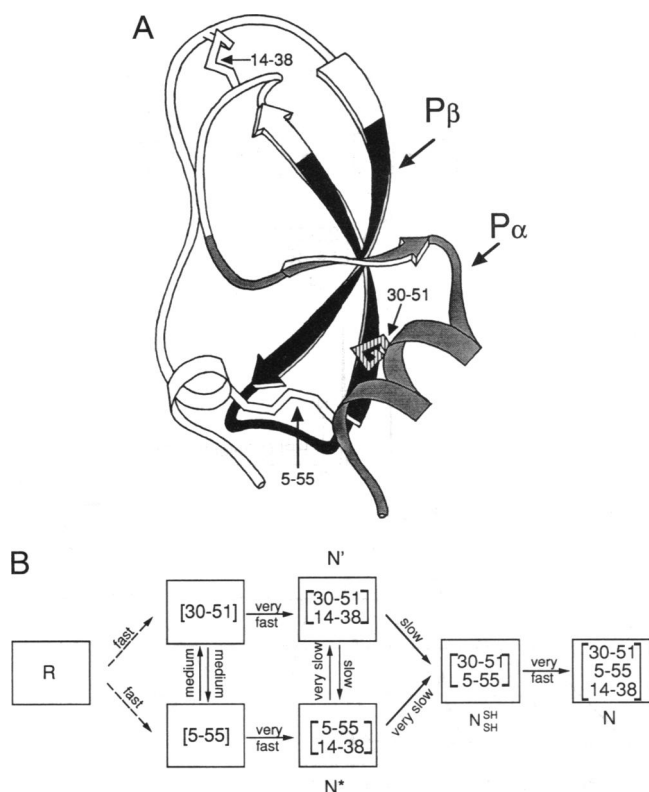 A
14-38
Pβ
Pα
30-51
5-55
B
N'
[30-51]
very
fast
[30-51
14-38]
fast
slow
R
medium
medium
very slow
slow
[30-51
5-55]
very
fast
[30-51
5-55
14-38]
fast
very slow
N SH SH
N
[5-55]
very
fast
[5-55
14-38]
N*